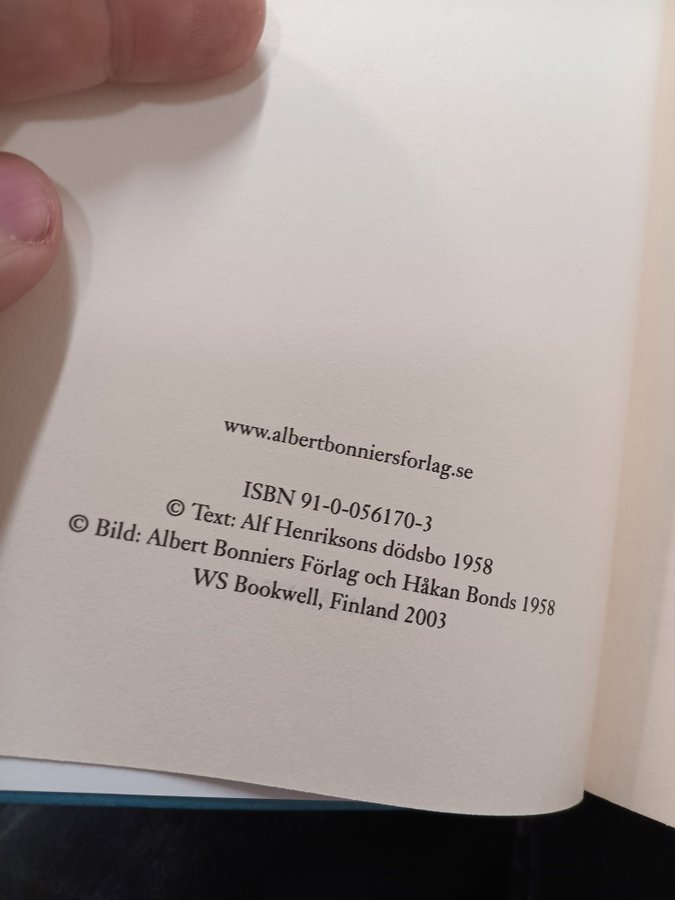 www.albertbonniersforlag.se
ISBN 91-0-056170-3
© Text: Alf Henriksons dödsbo 1958
© Bild: Albert Bonniers Förlag och Håkan Bonds 1958
WS Bookwell, Finland 2003